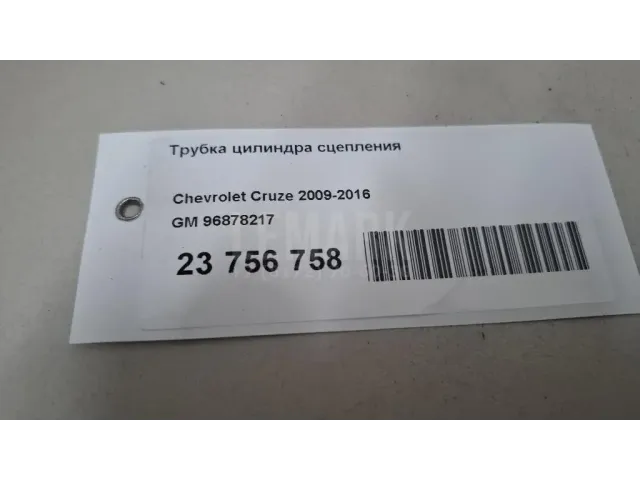 Трубка цилиндра сцепления
Chevrolet Cruze 2009-2016
GM 96878217
23 756 758